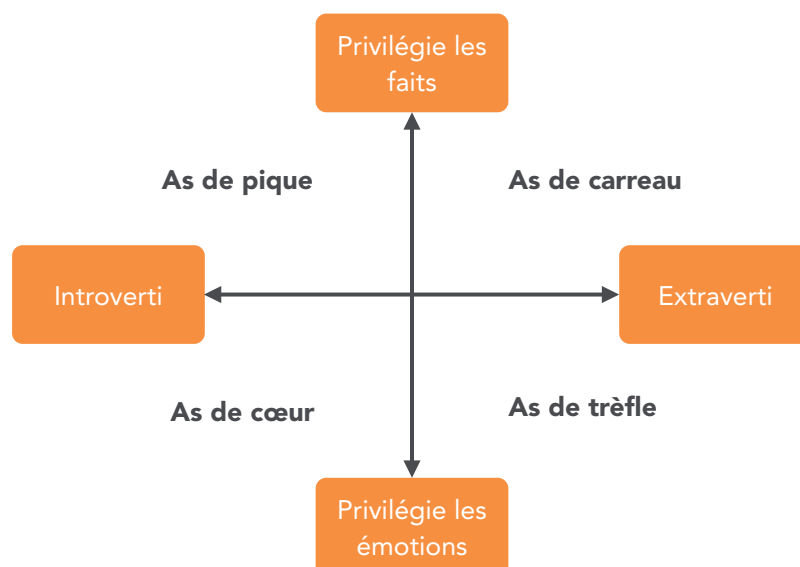 Privilégie les
faits
As de pique
As de carreau
Introverti
Extraverti
As de cœur
As de trèfle
Privilégie les
émotions